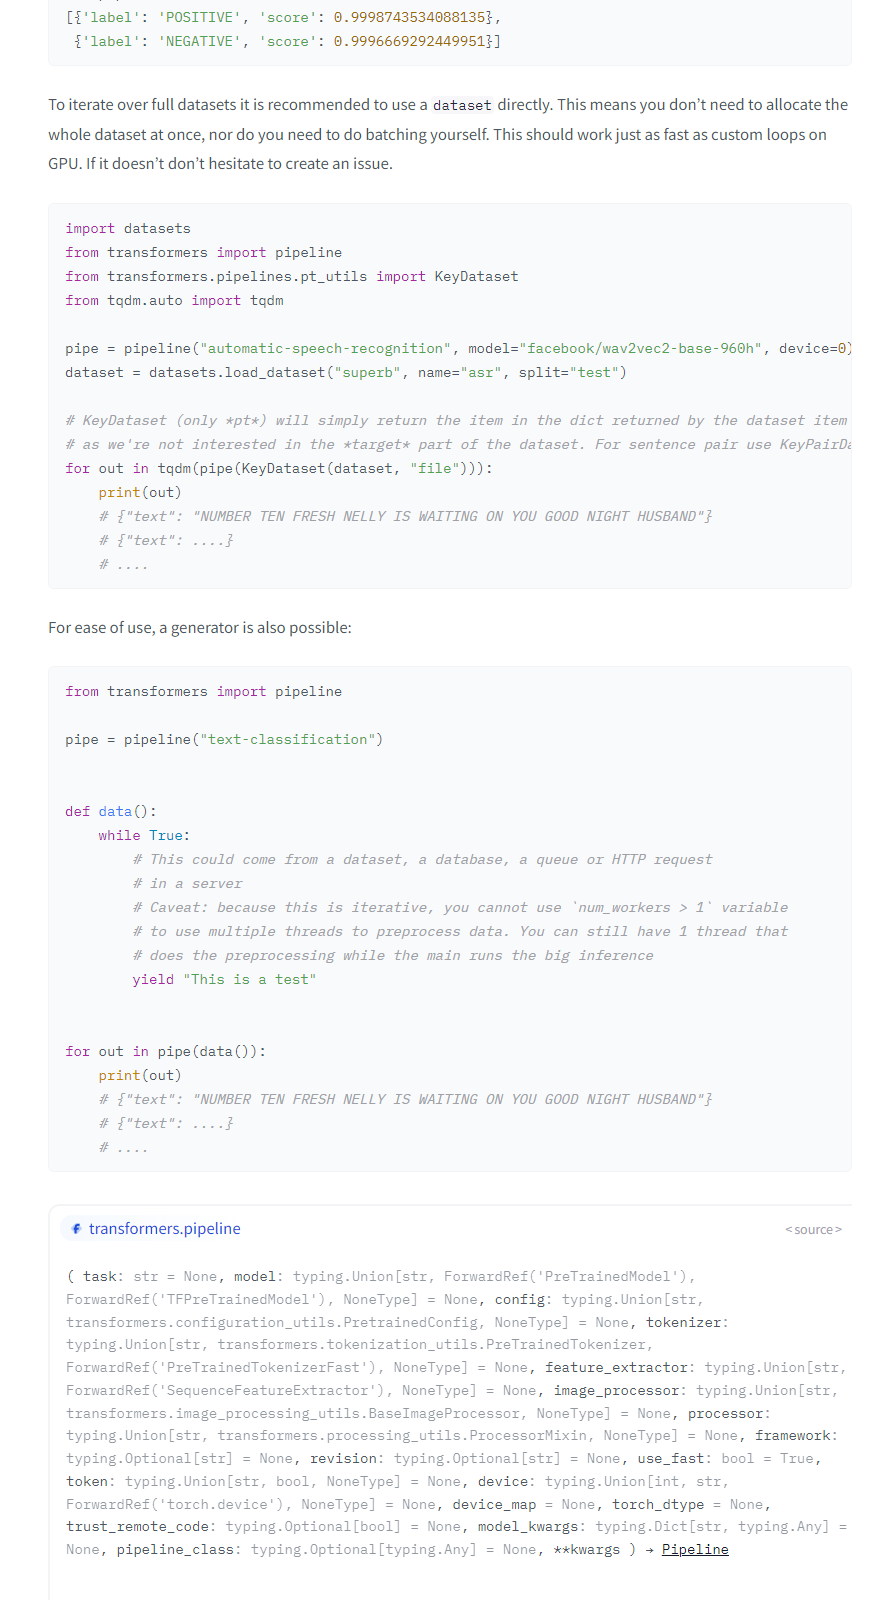 [{'label': 'POSITIVE', 'score': 0.9998743534088135},
 {'label': 'NEGATIVE', 'score': 0.9996669292449951}]
To iterate over full datasets it is recommended to use a dataset directly. This means you don’t need to allocate the
whole dataset at once, nor do you need to do batching yourself. This should work just as fast as custom loops on
GPU. If it doesn’t don’t hesitate to create an issue.
import datasets
from transformers import pipeline
from transformers.pipelines.pt_utils import KeyDataset
from tqdm.auto import tqdm
pipe = pipeline("automatic-speech-recognition", model="facebook/wav2vec2-base-960h", device=0)
dataset = datasets.load_dataset("superb", name="asr", split="test")
# KeyDataset (only *pt*) will simply return the item in the dict returned by the dataset item
# as we're not interested in the *target* part of the dataset. For sentence pair use KeyPairDa
for out in tqdm(pipe(KeyDataset(dataset, "file"))):
    print(out)
    # {"text": "NUMBER TEN FRESH NELLY IS WAITING ON YOU GOOD NIGHT HUSBAND"}
    # {"text": ....}
    # ....
For ease of use, a generator is also possible:
from transformers import pipeline
pipe = pipeline("text-classification")
def data():
    while True:
        # This could come from a dataset, a database, a queue or HTTP request
        # in a server
        # Caveat: because this is iterative, you cannot use `num_workers > 1` variable
        # to use multiple threads to preprocess data. You can still have 1 thread that
        # does the preprocessing while the main runs the big inference
        yield "This is a test"
for out in pipe(data()):
    print(out)
    # {"text": "NUMBER TEN FRESH NELLY IS WAITING ON YOU GOOD NIGHT HUSBAND"}
    # {"text": ....}
    # ....
transformers.pipeline
<source>
( task: str = None, model: typing.Union[str, ForwardRef('PreTrainedModel'),
ForwardRef('TFPreTrainedModel'), NoneType] = None, config: typing.Union[str,
transformers.configuration_utils.PretrainedConfig, NoneType] = None, tokenizer:
typing.Union[str, transformers.tokenization_utils.PreTrainedTokenizer,
ForwardRef('PreTrainedTokenizerFast'), NoneType] = None, feature_extractor: typing.Union[str,
ForwardRef('SequenceFeatureExtractor'), NoneType] = None, image_processor: typing.Union[str,
transformers.image_processing_utils.BaseImageProcessor, NoneType] = None, processor:
typing.Union[str, transformers.processing_utils.ProcessorMixin, NoneType] = None, framework:
typing.Optional[str] = None, revision: typing.Optional[str] = None, use_fast: bool = True,
token: typing.Union[str, bool, NoneType] = None, device: typing.Union[int, str,
ForwardRef('torch.device'), NoneType] = None, device_map = None, torch_dtype = None,
trust_remote_code: typing.Optional[bool] = None, model_kwargs: typing.Dict[str, typing.Any] =
None, pipeline_class: typing.Optional[typing.Any] = None, **kwargs ) → Pipeline